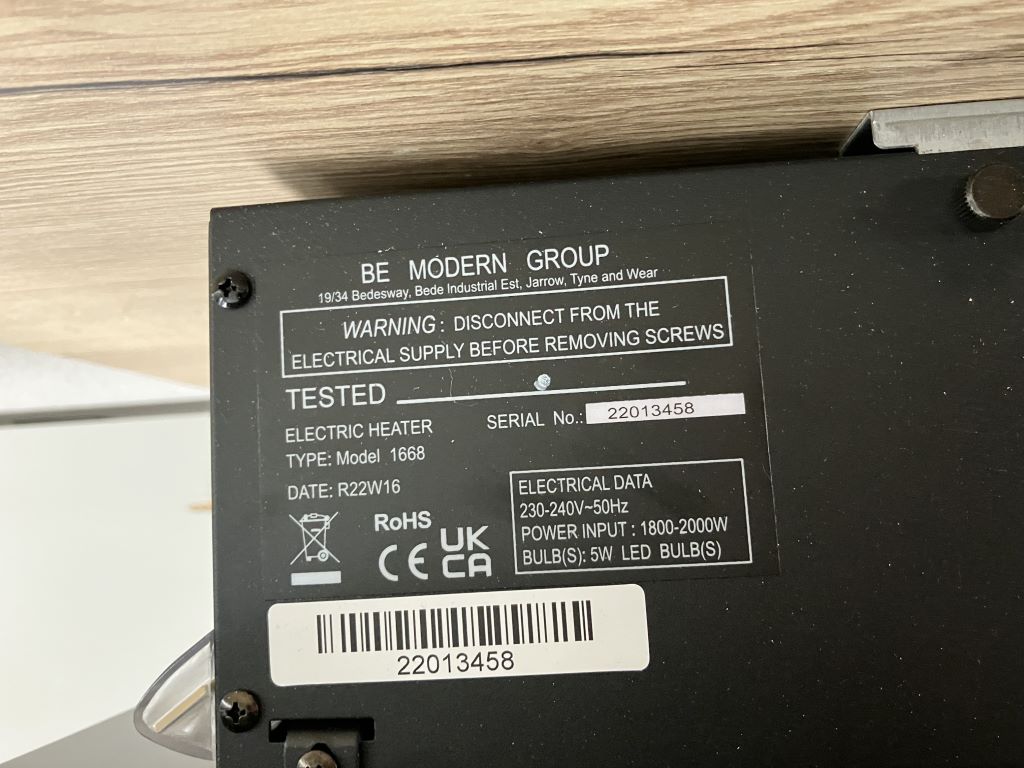 BE MODERN GROUP
19/34 Bedesway, Bede Industrial Est, Jarrow, Tyne and Wear
WARNING: DISCONNECT FROM THE
ELECTRICAL SUPPLY BEFORE REMOVING SCREWS
TESTED
ELECTRIC HEATER
SERIAL No.: 22013458
TYPE: Model 1668
DATE: R22W16
ELECTRICAL DATA
230-240V~50Hz
POWER INPUT : 1800-2000W
BULB(S): 5W LED BULB(S)
RoHS
CE
UK
CA
22013458